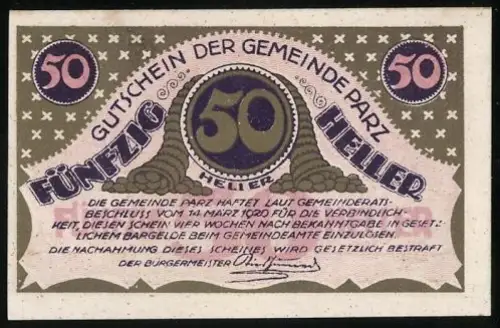 50 50
GUTSCHEIN DER GEMEINDE PARZ
FÜNFZIG 50 HELLER
HELLER
DIE GEMEINDE PARZ HAFTET LAUT GEMEINDERATS-
BESCHLUSS VOM 14. MÄRZ 1920 FÜR DIE VERBINDLICH-
KEIT, DIESEN SCHEIN VIER WOCHEN NACH BEKANNTGABE IN GESETZ-
LICHEN BARGELDE BEIM GEMEINDEAMTE EINZULÖSEN.
DIE NACHAHMUNG DIESES SCHEINES WIRD GESETZLICH BESTRAFT
DER BÜRGERMEISTER